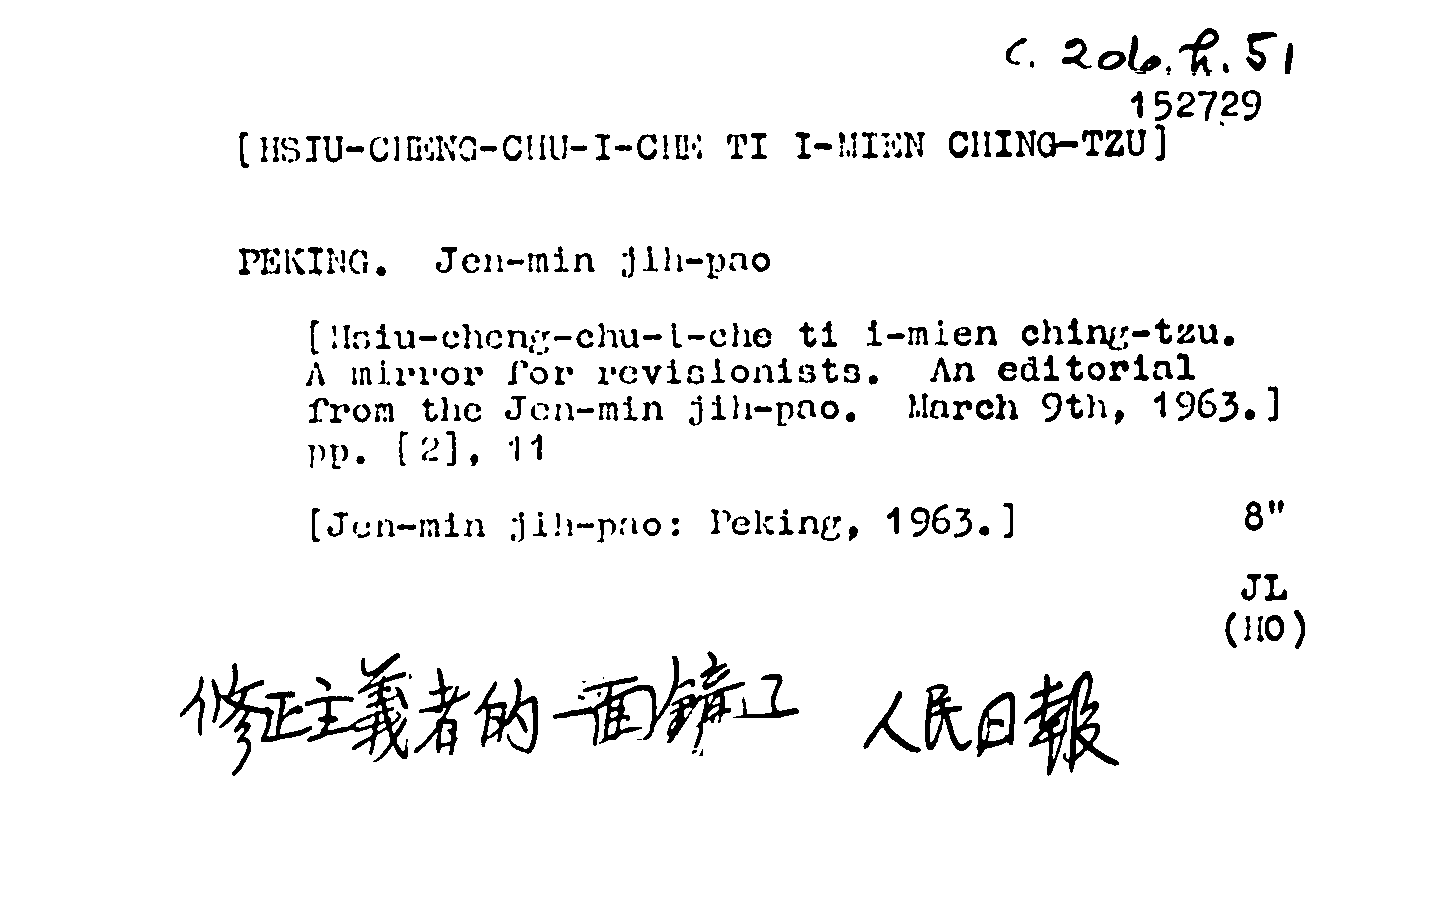 C. 206. h. 51
152729
[HSIU-CHENG-CHU-I-CHE TI I-MIEN CHING-TZU]
PEKING. Jen-min jih-pao
[Hsiu-cheng-chu-i-che ti i-mien ching-tzu.
A mirror for revisionists. An editorial
from the Jen-min jih-pao. March 9th, 1963.]
pp. [2], 11
[Jen-min jih-pao: Peking, 1963.] 8"
JL
(HO)
修正主義者的一面鏡子 人民日報